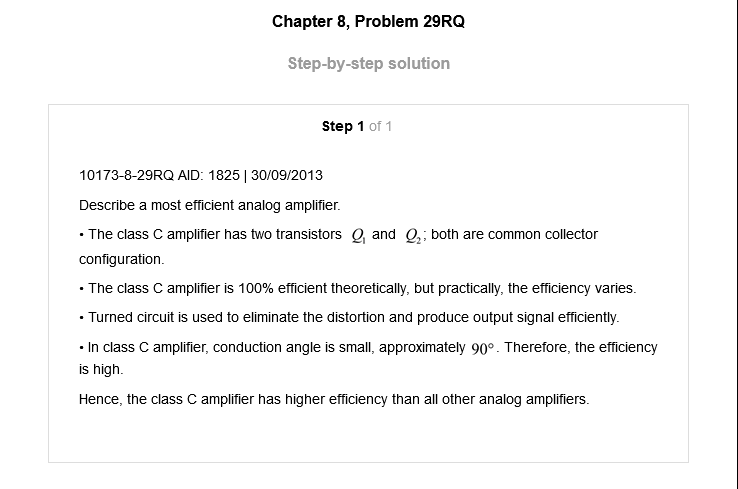 Chapter 8, Problem 29RQ
Step-by-step solution
Step 1 of 1
10173-8-29RQ AID: 1825 | 30/09/2013
Describe a most efficient analog amplifier.
• The class C amplifier has two transistors Q₁ and Q₂; both are common collector
configuration.
• The class C amplifier is 100% efficient theoretically, but practically, the efficiency varies.
• Turned circuit is used to eliminate the distortion and produce output signal efficiently.
• In class C amplifier, conduction angle is small, approximately 90°. Therefore, the efficiency
is high.
Hence, the class C amplifier has higher efficiency than all other analog amplifiers.